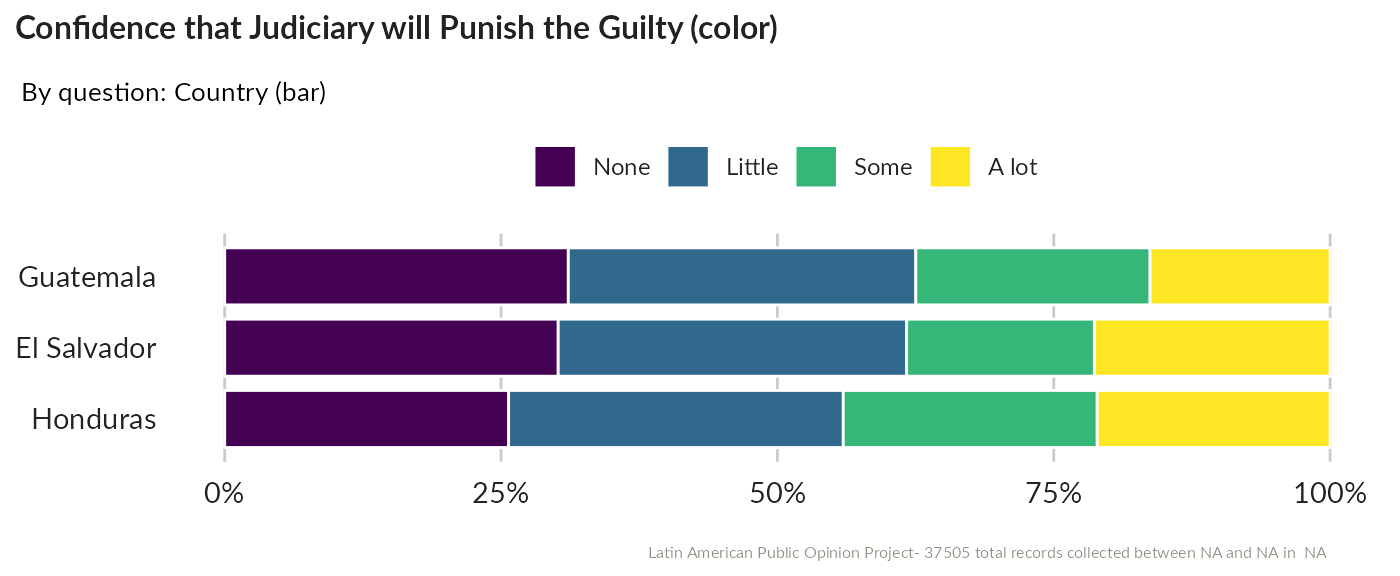 Confidence that Judiciary will Punish the Guilty (color)
By question: Country (bar)
None Little Some A lot
Guatemala
El Salvador
Honduras
0% 25% 50% 75% 100%
Latin American Public Opinion Project- 37505 total records collected between NA and NA in  NA